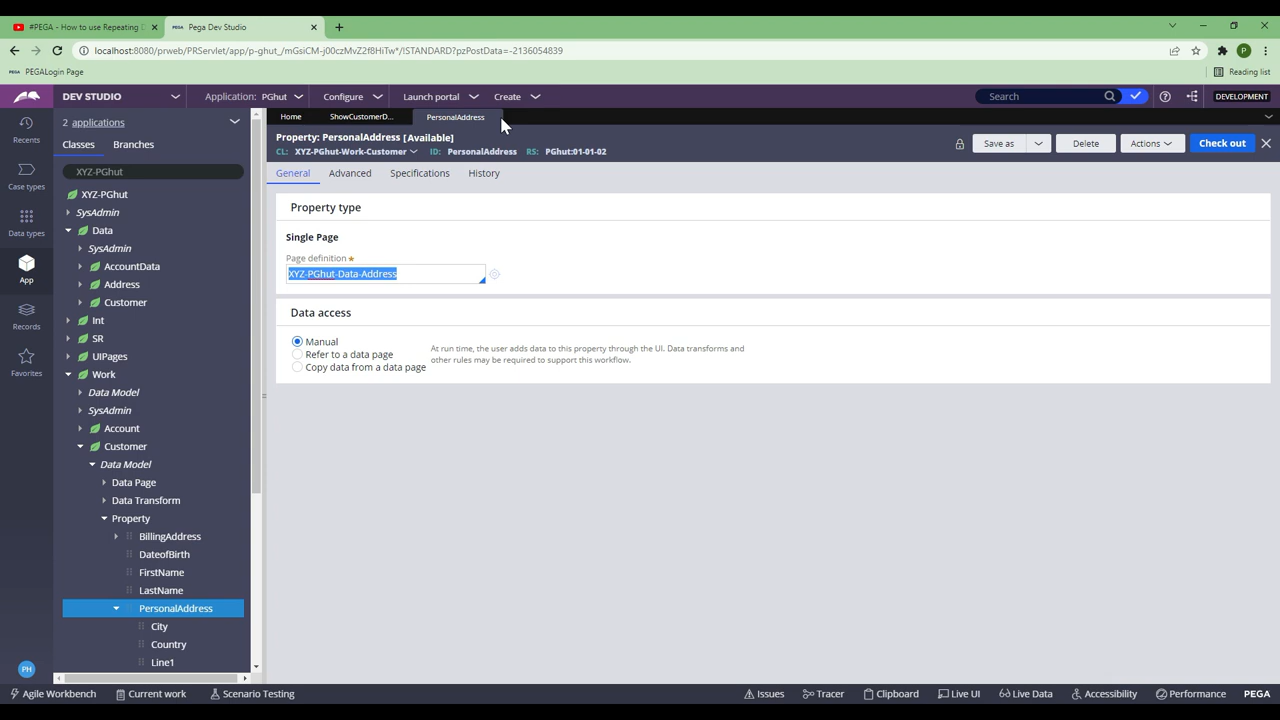 #PEGA - How to use Repeating D
Pega Dev Studio
localhost:8080/prweb/PRServlet/app/p-ghut_/mGsiCM-j00czMvZ2f8HiTw*/!STANDARD?pzPostData=-2136054839
P
PEGA PEGALogin Page
Reading list
DEV STUDIO
Application: PGhut
Configure
Launch portal
Create
Search
DEVELOPMENT
Recents
Case types
Data types
App
Records
Favorites
PH
2 applications
Classes Branches
XYZ-PGhut
XYZ-PGhut
SysAdmin
Data
SysAdmin
AccountData
Address
Customer
Int
SR
UIPages
Work
Data Model
SysAdmin
Account
Customer
Data Model
Data Page
Data Transform
Property
BillingAddress
DateofBirth
FirstName
LastName
PersonalAddress
City
Country
Line1
Home ShowCustomerD... PersonalAddress
Property: PersonalAddress [Available]
CL: XYZ-PGhut-Work-Customer ID: PersonalAddress RS: PGhut:01-01-02
Save as Delete Actions Check out
General Advanced Specifications History
Property type
Single Page
Page definition
XYZ-PGhut-Data-Address
Data access
Manual
Refer to a data page
Copy data from a data page
At run time, the user adds data to this property through the UI. Data transforms and
other rules may be required to support this workflow.
Agile Workbench Current work Scenario Testing Issues Tracer Clipboard Live UI Live Data Accessibility Performance PEGA